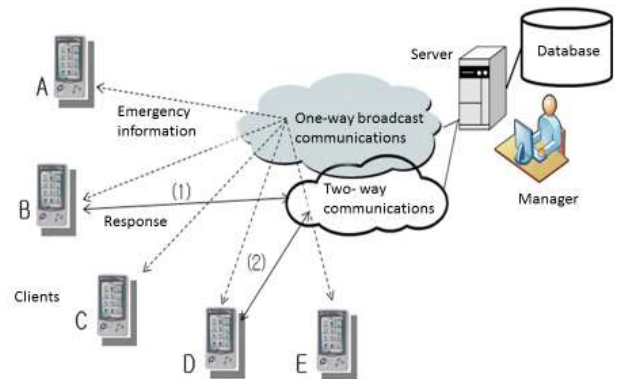 Server
Database
A
Emergency
information
One-way broadcast
communications
Manager
B
(1)
Response
Two- way
communications
(2)
Clients
C
D
E